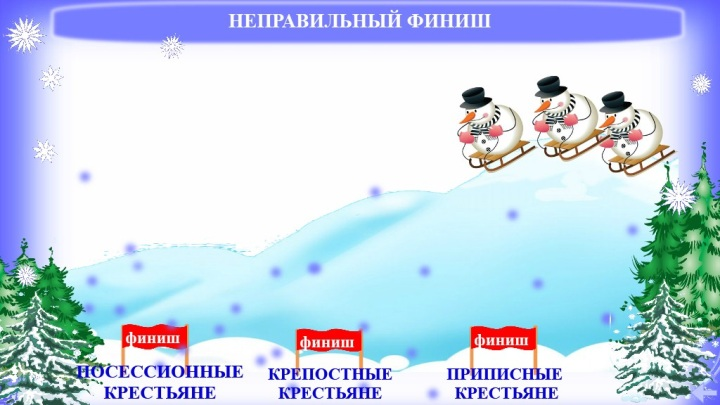 НЕПРАВИЛЬНЫЙ ФИНИШ
финиш
финиш
финиш
ПОСЕССИОННЫЕ
КРЕСТЬЯНЕ
КРЕПОСТНЫЕ
КРЕСТЬЯНЕ
ПРИПИСНЫЕ
КРЕСТЬЯНЕ